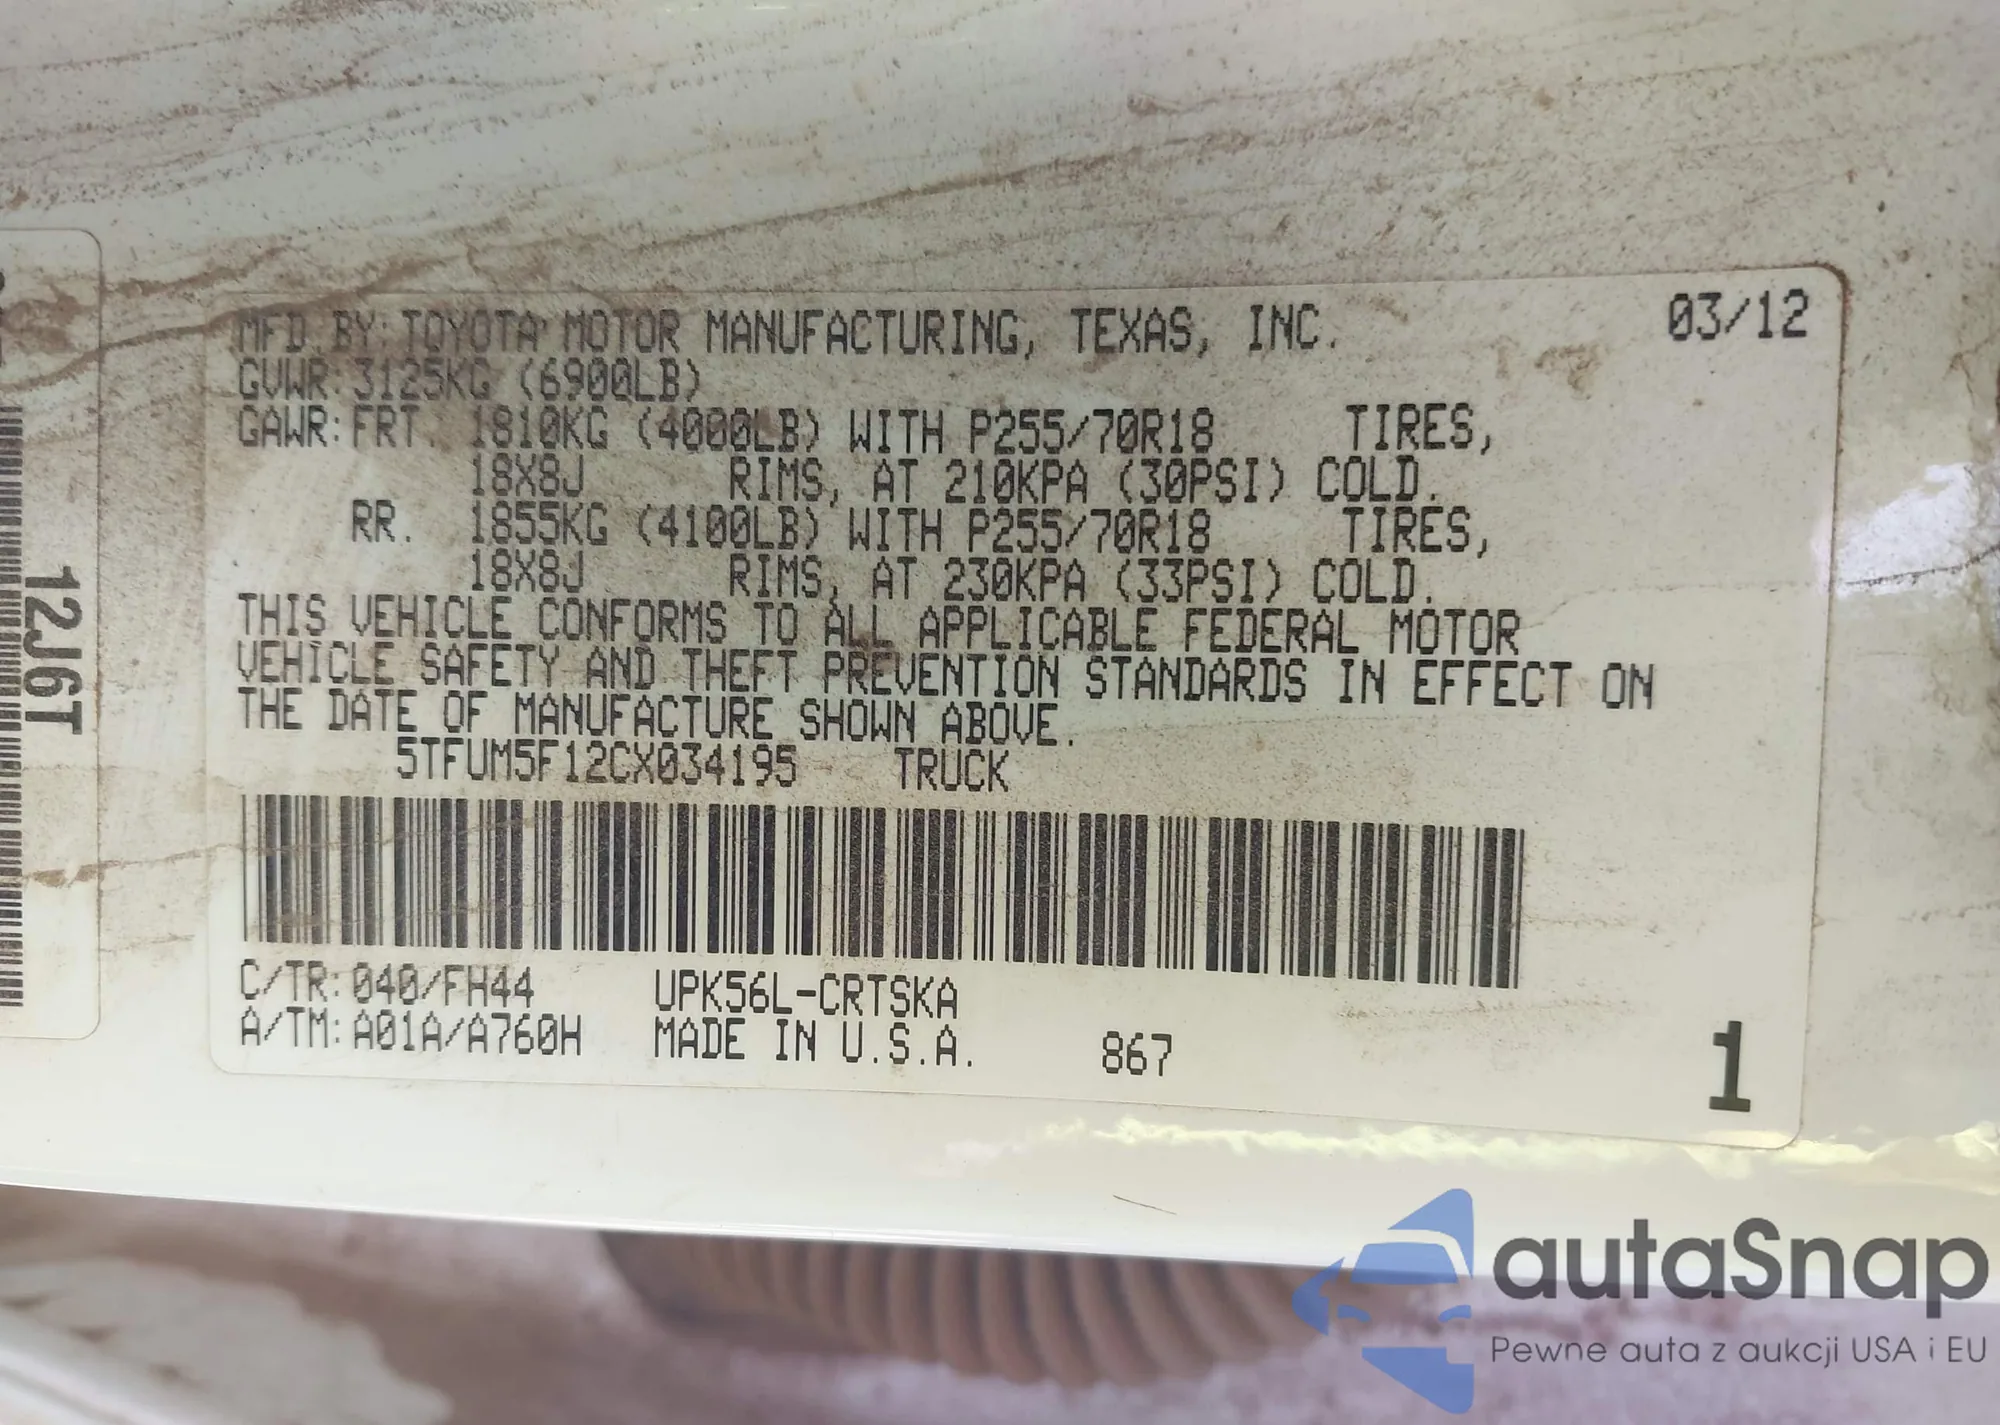 MFD. BY: TOYOTA MOTOR MANUFACTURING, TEXAS, INC. 03/12
GVWR: 3125KG (6900LB)
GAWR: FRT. 1810KG (4000LB) WITH P255/70R18 TIRES,
18X8J RIMS, AT 210KPA (30PSI) COLD.
RR. 1855KG (4100LB) WITH P255/70R18 TIRES,
18X8J RIMS, AT 230KPA (33PSI) COLD.
THIS VEHICLE CONFORMS TO ALL APPLICABLE FEDERAL MOTOR
VEHICLE SAFETY AND THEFT PREVENTION STANDARDS IN EFFECT ON
THE DATE OF MANUFACTURE SHOWN ABOVE.
5TFUM5F12CX034195 TRUCK
C/TR: 040/FH44 UPK56L-CRTSKA
A/TM: A01A/A760H MADE IN U.S.A. 867 1
12J6T
autaSnap
Pewne auta z aukcji USA i EU